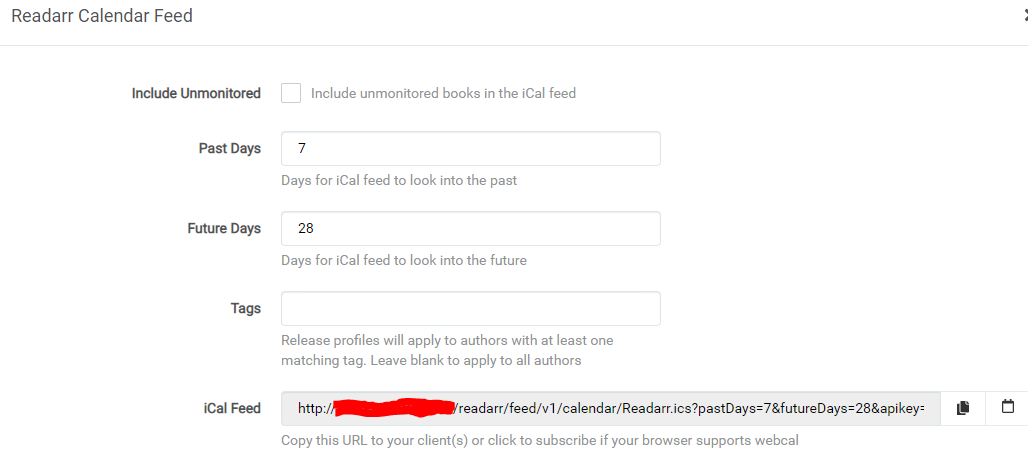 Readarr Calendar Feed
Include Unmonitored Include unmonitored books in the iCal feed
Past Days 7
Days for iCal feed to look into the past
Future Days 28
Days for iCal feed to look into the future
Tags
Release profiles will apply to authors with at least one
matching tag. Leave blank to apply to all authors
iCal Feed http:// /readarr/feed/v1/calendar/Readarr.ics?pastDays=7&futureDays=28&apikey=
Copy this URL to your client(s) or click to subscribe if your browser supports webcal